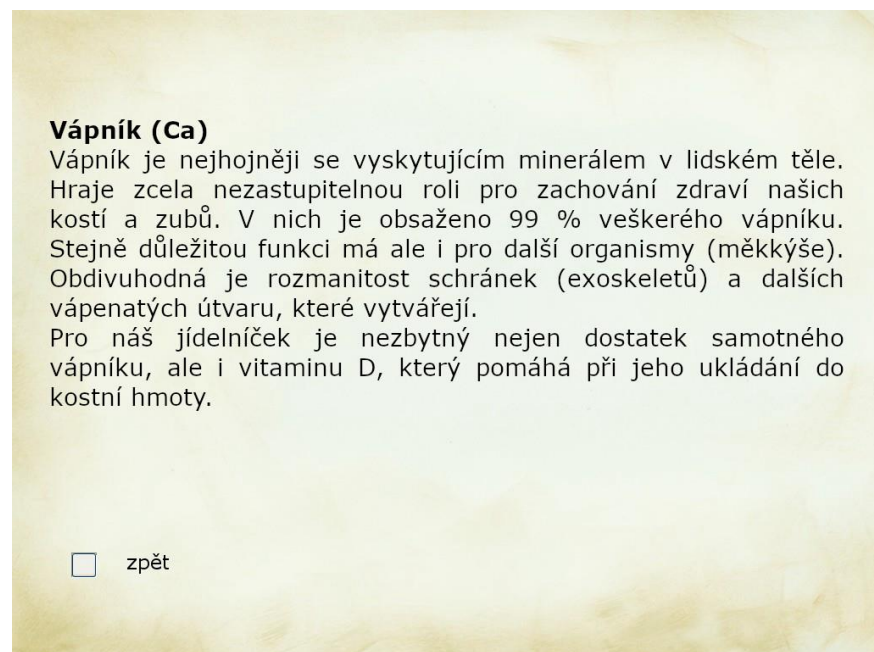 Vápník (Ca)
Vápník je nejhojněji se vyskytujícím minerálem v lidském těle.
Hraje zcela nezastupitelnou roli pro zachování zdraví našich
kostí a zubů. V nich je obsaženo 99 % veškerého vápníku.
Stejně důležitou funkci má ale i pro další organismy (měkkýše).
Obdivuhodná je rozmanitost schránek (exoskeletů) a dalších
vápenatých útvaru, které vytvářejí.
Pro náš jídelníček je nezbytný nejen dostatek samotného
vápníku, ale i vitaminu D, který pomáhá při jeho ukládání do
kostní hmoty.
zpět